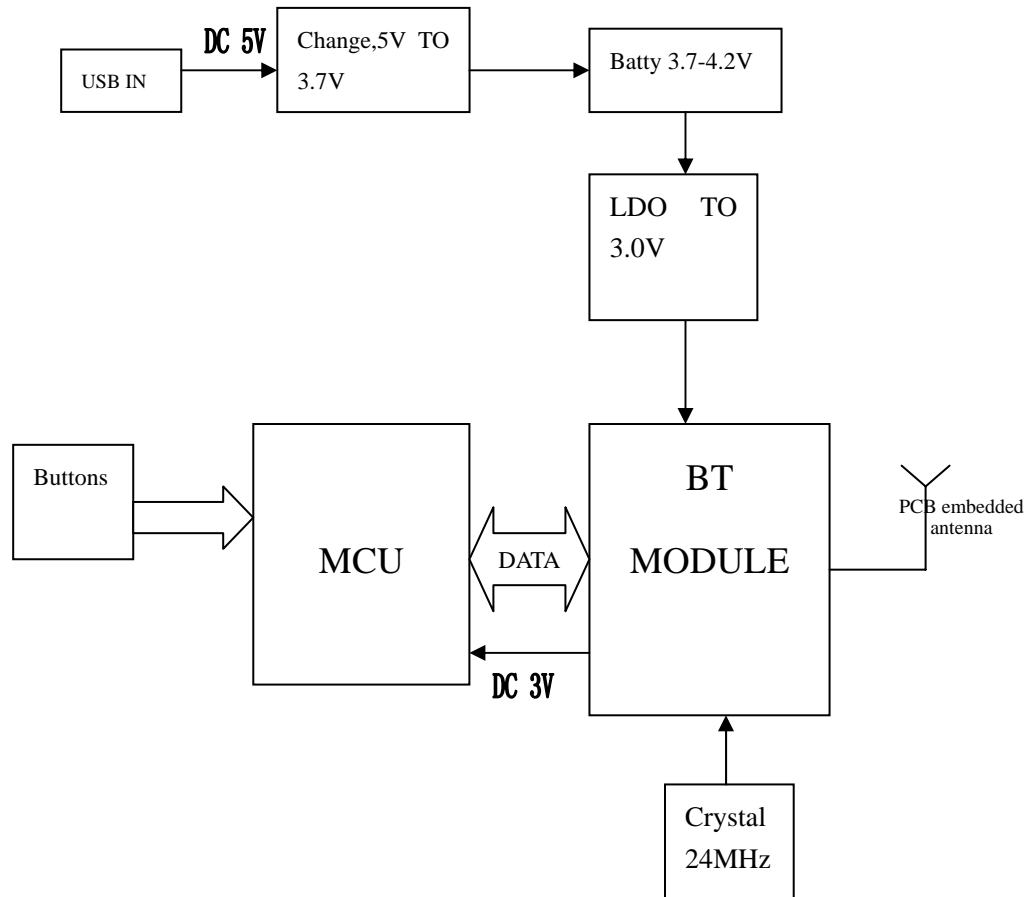 DC 5V
Change,5V TO
3.7V
USB IN
Batty 3.7-4.2V
LDO TO
3.0V
Buttons
MCU
DATA
BT
MODULE
PCB embedded
antenna
DC 3V
Crystal
24MHz